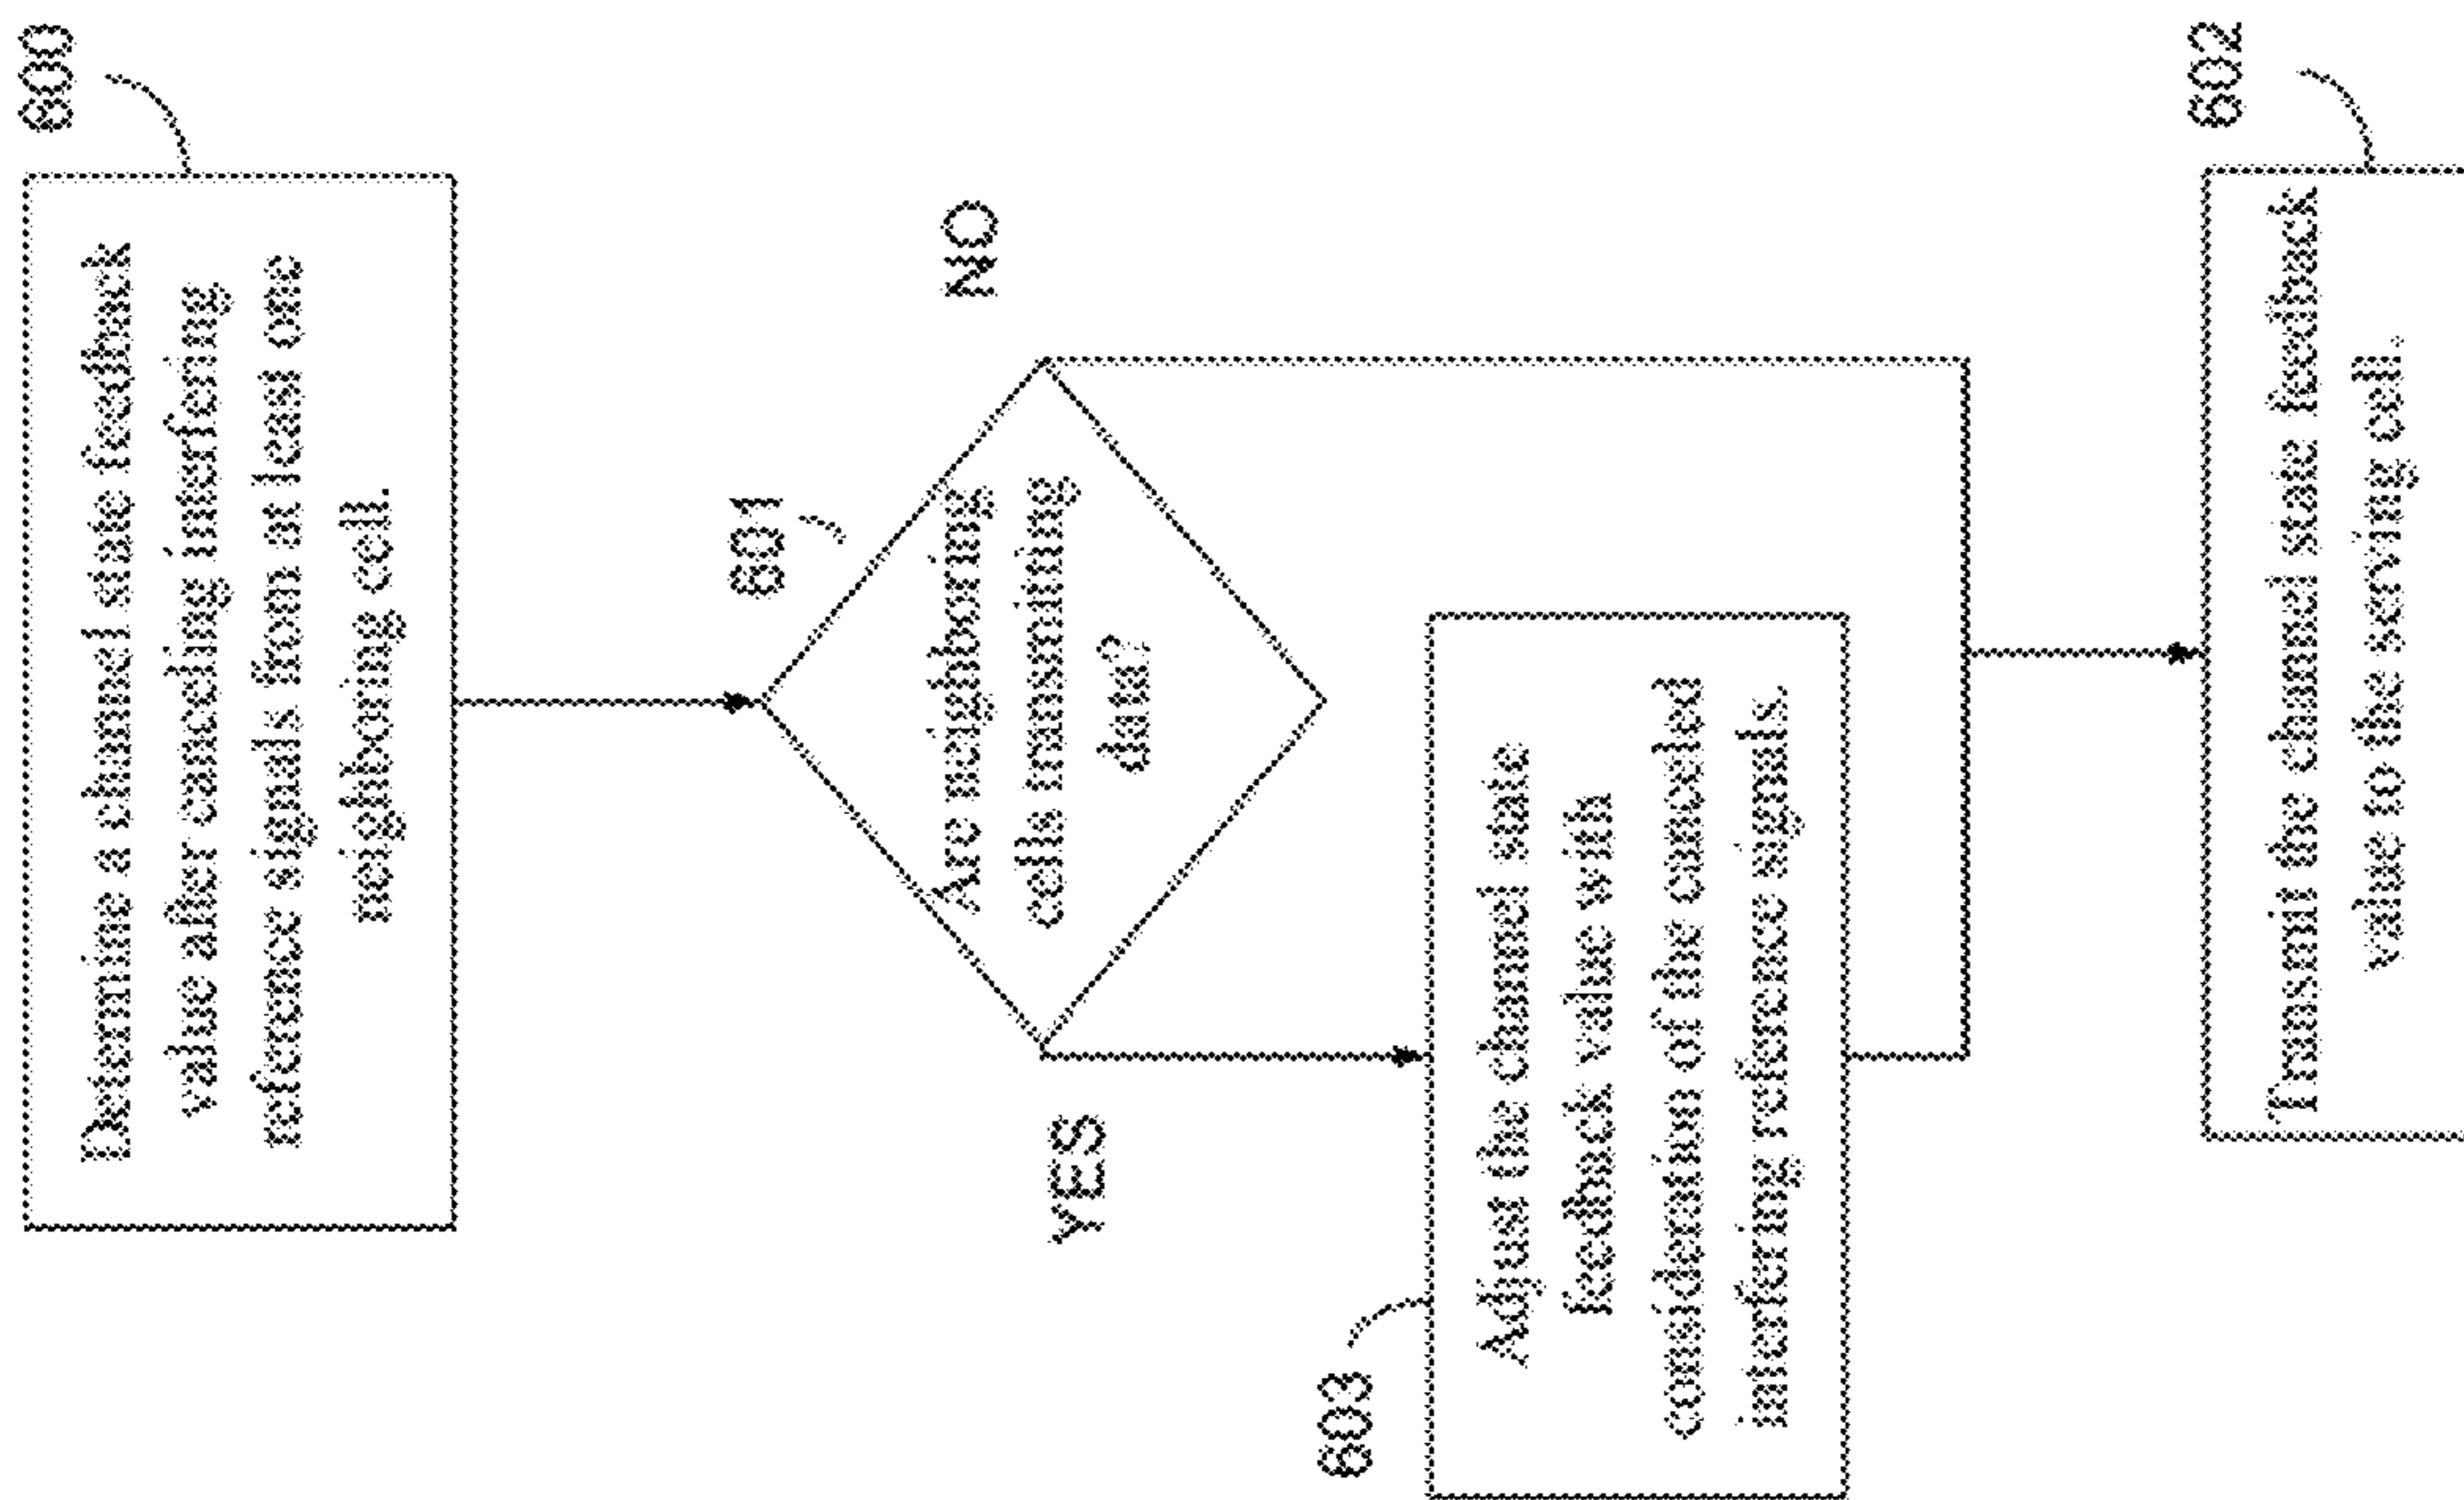 600
Determine a channel state feedback
value after canceling interfering
reference signals from at least one
neighboring cell.
601
Are neighboring
cells transmitting
data?
NO
YES
603
Adjust the channel state
feedback value with
consideration of the canceled
interfering reference signals.
602
Transmit the channel state feedback
value to the serving cell.